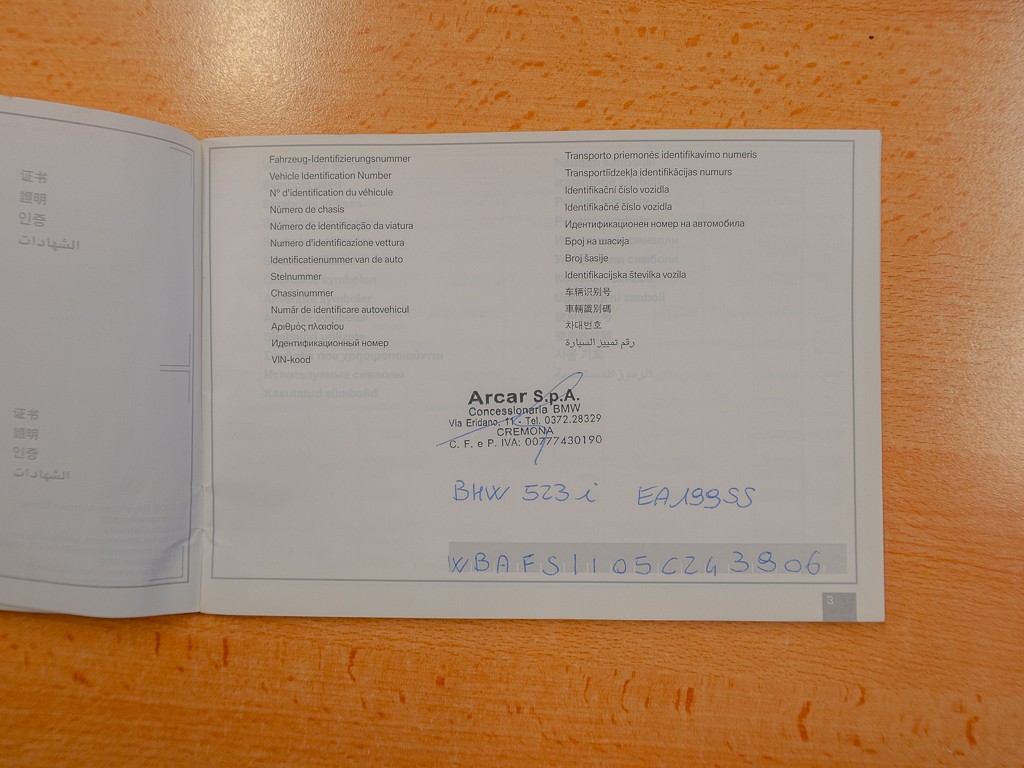 证书
證明
인증
الشهادات
证书
證明
인증
الشهادات
Fahrzeug-Identifizierungsnummer
Vehicle Identification Number
N° d'identification du véhicule
Número de chasis
Número de identificação da viatura
Numero d'identificazione vettura
Identificatienummer van de auto
Stelnummer
Chassinummer
Număr de identificare autovehicul
Αριθμός πλαισίου
Идентификационный номер
VIN-kood
Transporto priemonės identifikavimo numeris
Transportlīdzekļa identifikācijas numurs
Identifikační číslo vozidla
Identifikačné číslo vozidla
Идентификационен номер на автомобила
Број на шасија
Broj šasije
Identifikacijska številka vozila
车辆识别号
車輛識別碼
차대번호
رقم تمييز السيارة
Arcar S.p.A.
Concessionaria BMW
Via Eridano, 11 - Tel. 0372.28329
CREMONA
C. F. e P. IVA: 00777430190
BMW 523i EA199SS
WBAFS1105C243806
3